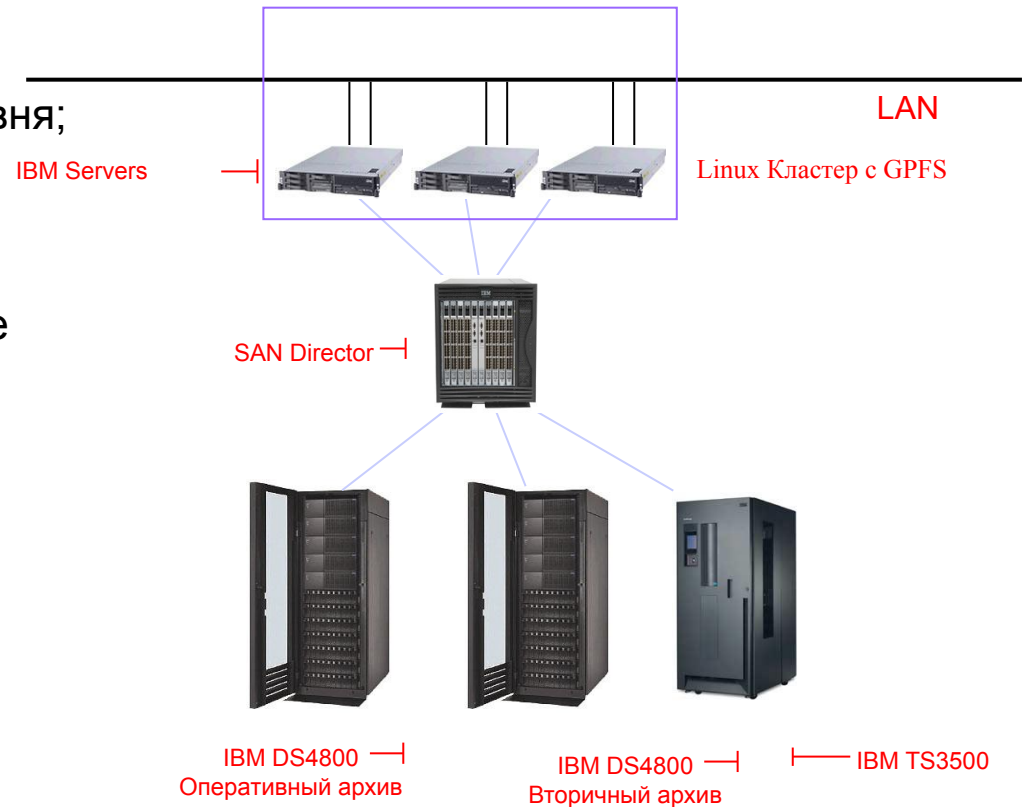 LAN
вня;
IBM Servers
Linux Кластер с GPFS
е
SAN Director
IBM DS4800
Оперативный архив
IBM DS4800
Вторичный архив
IBM TS3500